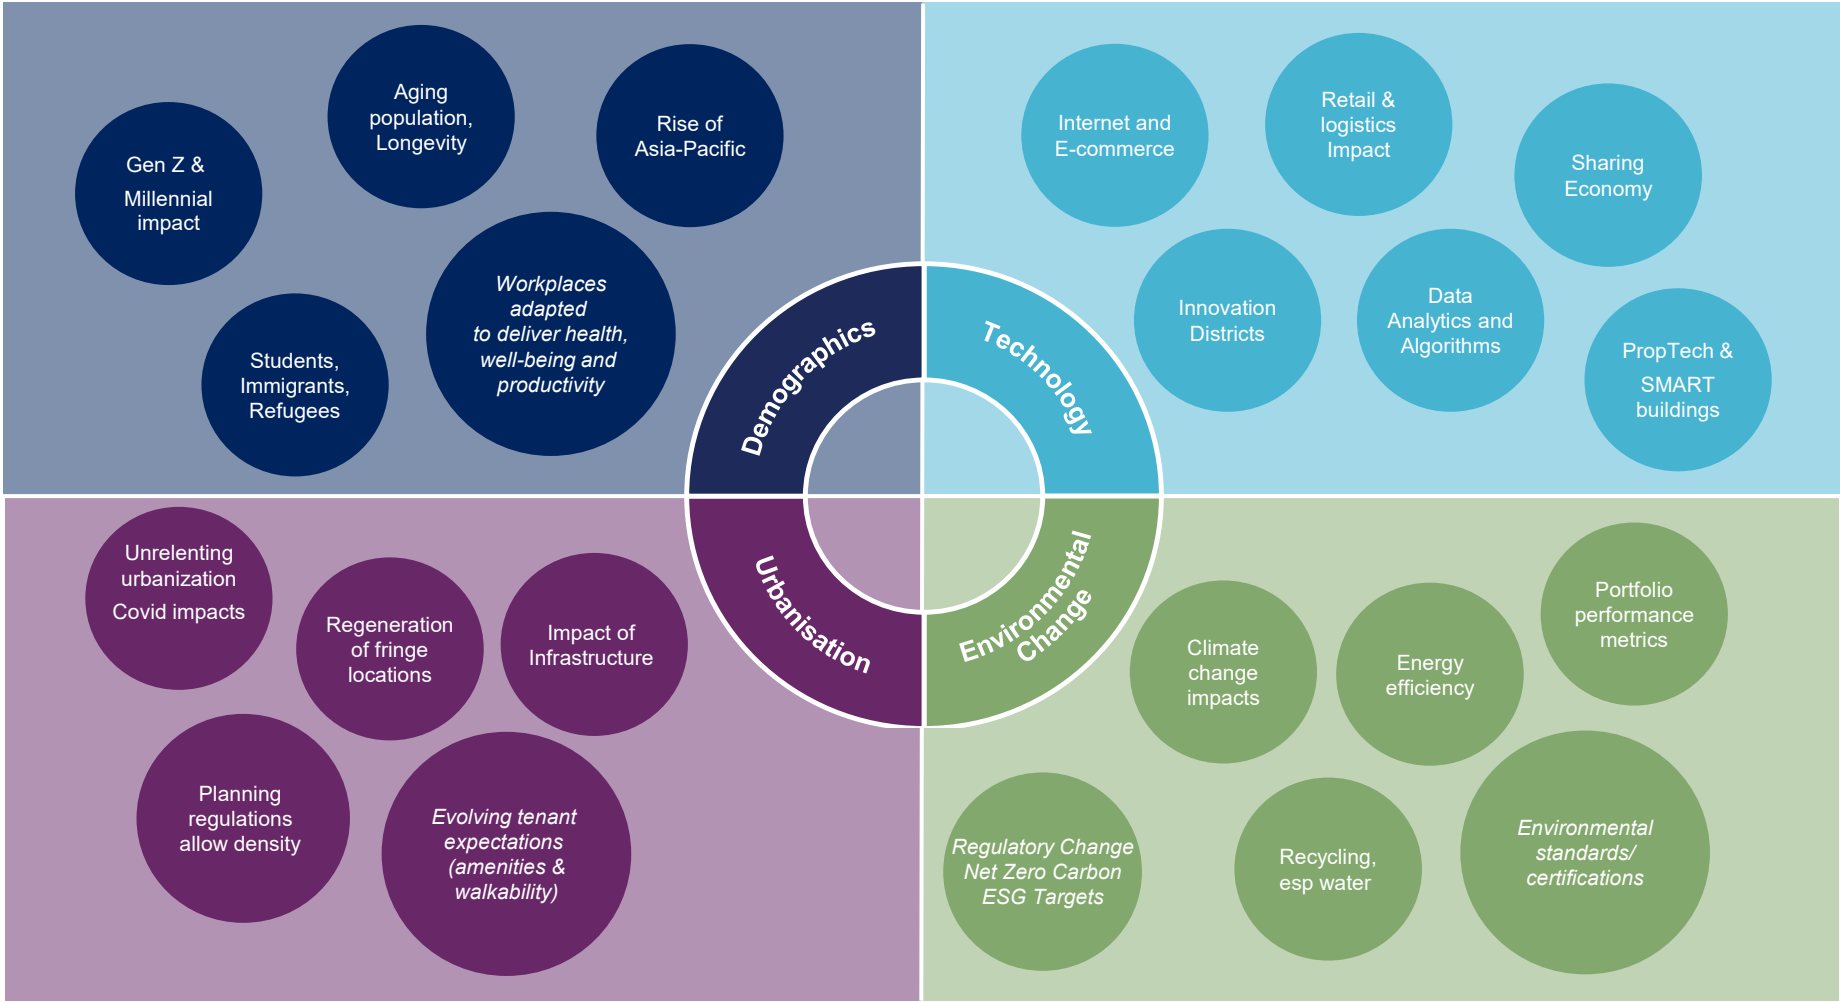 Aging
population,
Longevity
Rise of
Asia-Pacific
Gen Z &
Millennial
impact
Workplaces
adapted
to deliver health,
well-being and
productivity
Students,
Immigrants,
Refugees
Demographics
Internet and
E-commerce
Retail &
logistics
Impact
Sharing
Economy
Innovation
Districts
Data
Analytics and
Algorithms
PropTech &
SMART
buildings
Technology
Unrelenting
urbanization
Covid impacts
Regeneration
of fringe
locations
Impact of
Infrastructure
Planning
regulations
allow density
Evolving tenant
expectations
(amenities &
walkability)
Urbanisation
Environmental
Change
Climate
change
impacts
Energy
efficiency
Portfolio
performance
metrics
Regulatory Change
Net Zero Carbon
ESG Targets
Recycling,
esp water
Environmental
standards/
certifications